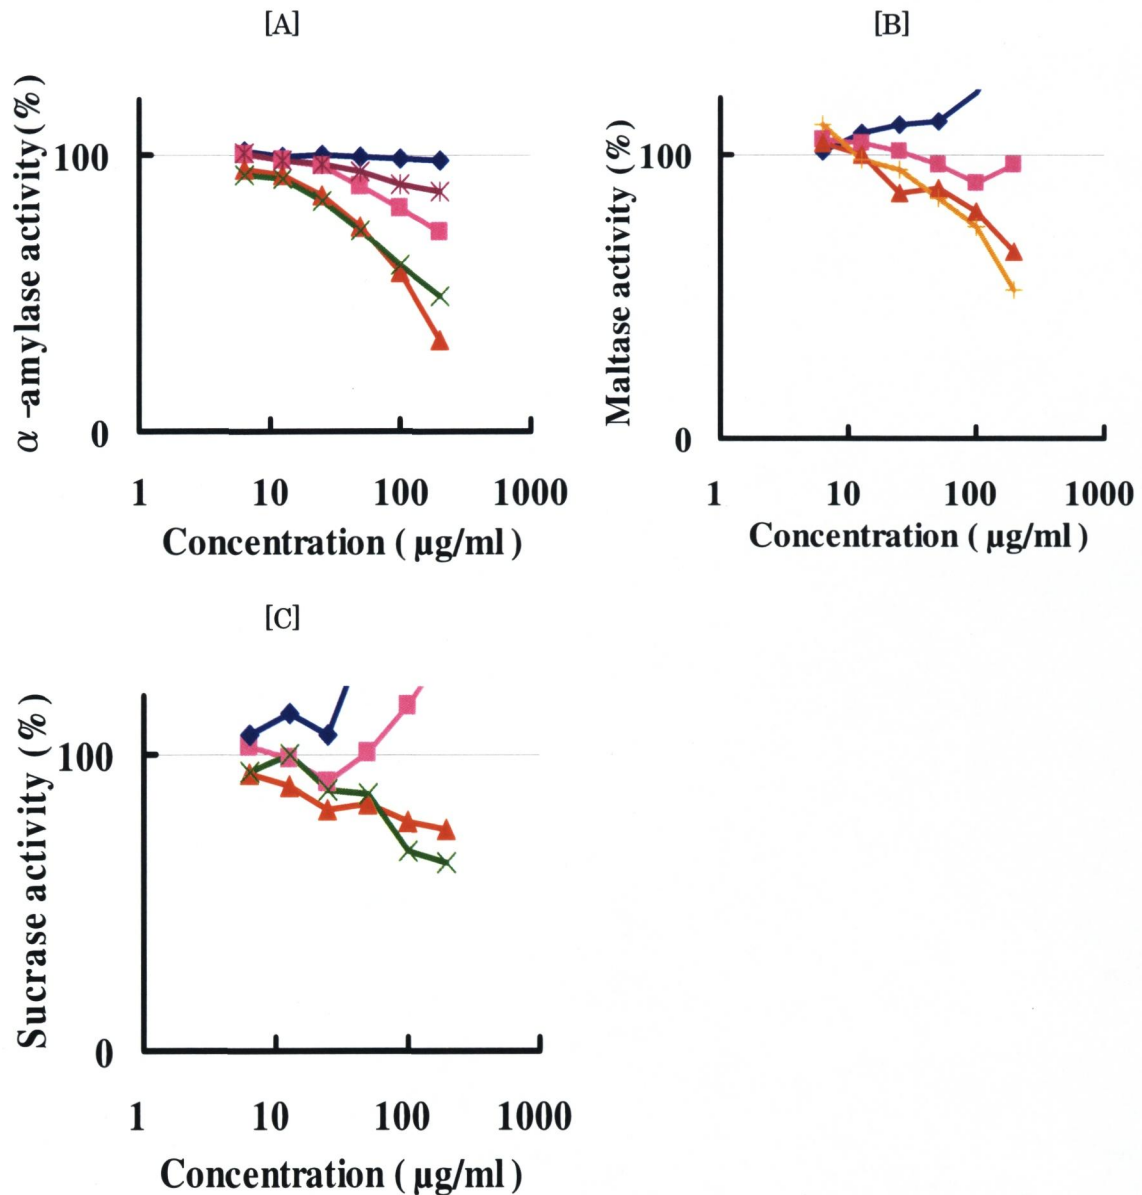 [A]
α-amylase activity(%)
100
0
1 10 100 1000
Concentration ( μg/ml )
[B]
Maltase activity (%)
100
0
1 10 100 1000
Concentration ( μg/ml )
[C]
Sucrase activity (%)
100
0
1 10 100 1000
Concentration ( μg/ml )